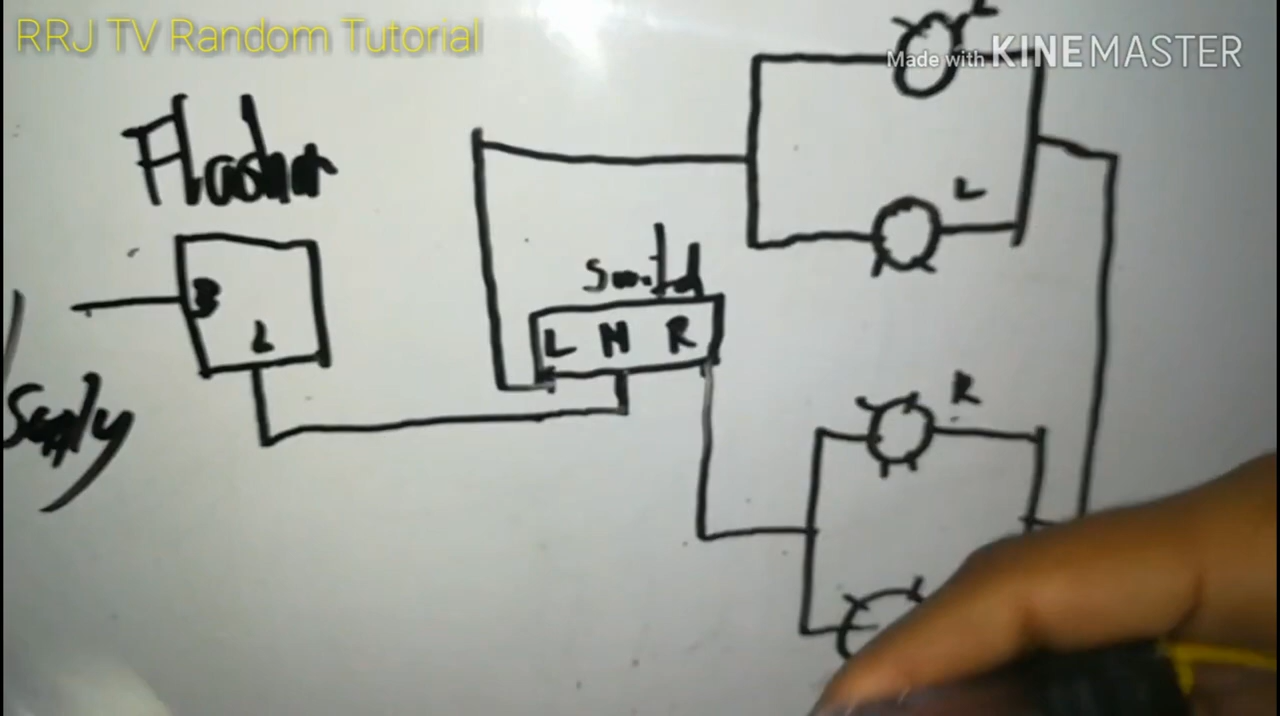 RRJ TV Random Tutorial
Made with KINEMASTER
L
Flasher
L
Switch
B
L N R
L
Supply
R